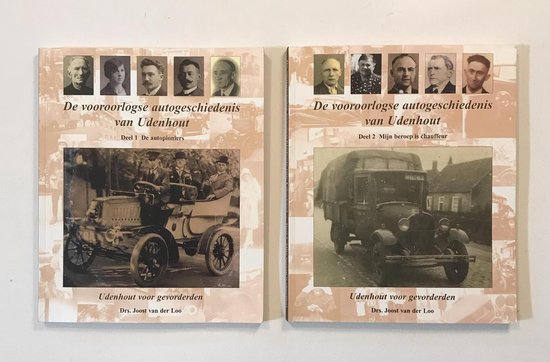 De vooroorlogse autogeschiedenis
van Udenhout
Deel 1 De autopioniers
Udenhout voor gevorderden
Drs. Joost van der Loo
De vooroorlogse autogeschiedenis
van Udenhout
Deel 2 Mijn beroep is chauffeur
Udenhout voor gevorderden
Drs. Joost van der Loo